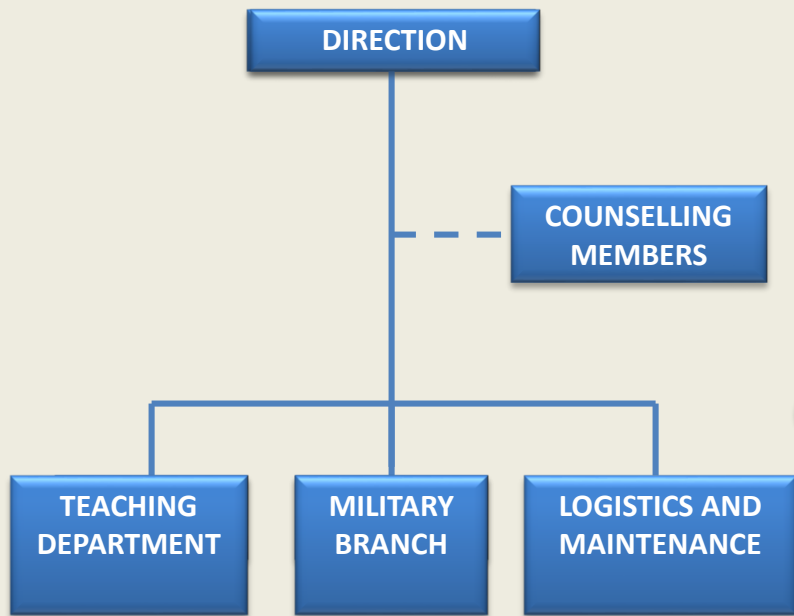 DIRECTION
COUNSELLING
MEMBERS
TEACHING
DEPARTMENT
MILITARY
BRANCH
LOGISTICS AND
MAINTENANCE